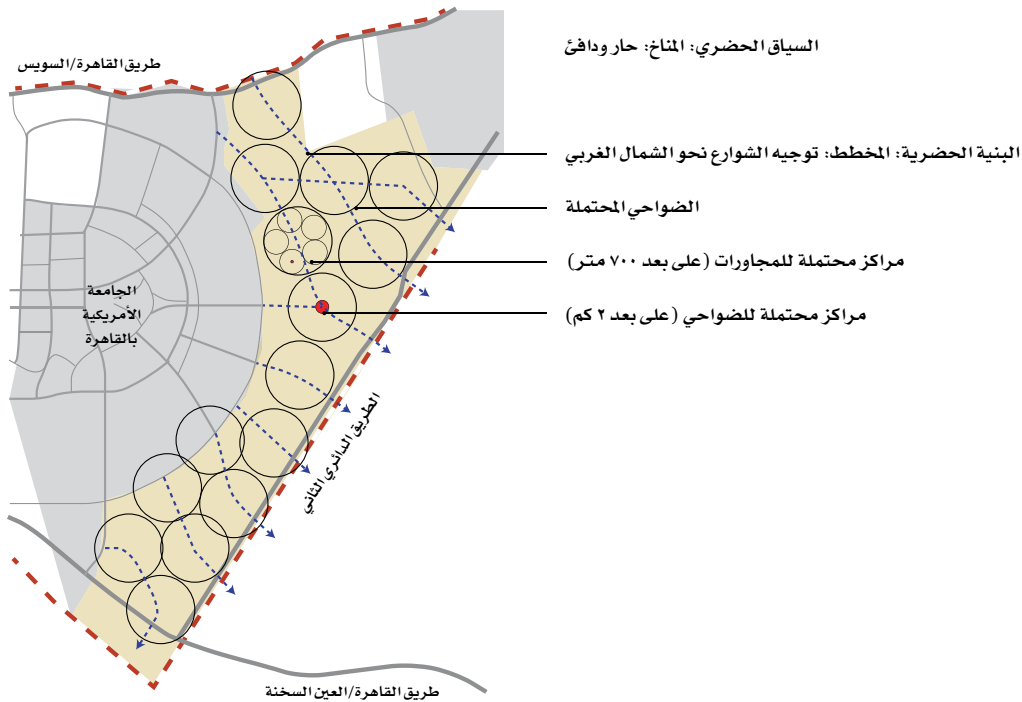 السياق الحضري: المناخ: حار ودافئ
طريق القاهرة/السويس
البنية الحضرية: المخطط: توجيه الشوارع نحو الشمال الغربي
الضواحي المحتملة
مراكز محتملة للمجاورات (على بعد ٧٠٠ متر)
مراكز محتملة للضواحي (على بعد ٢ كم)
الجامعة
الأمريكية
بالقاهرة
الطريق الدائري الثاني
طريق القاهرة/العين السخنة